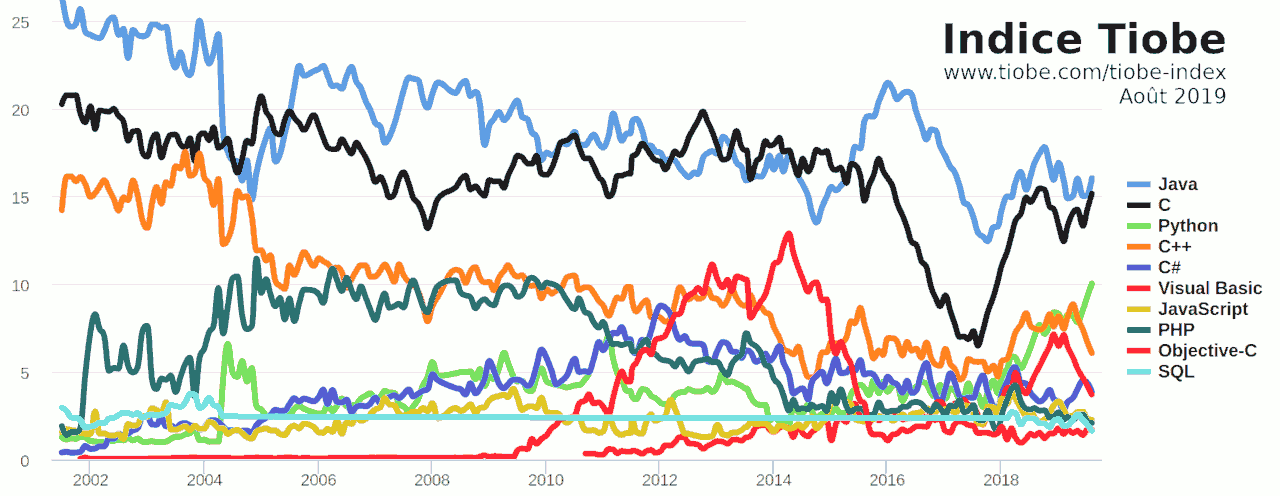 25
20
15
10
5
0
2002
2004
2006
2008
2010
2012
2014
2016
2018
Indice Tiobe
www.tiobe.com/tiobe-index
Août 2019
Java
C
Python
C++
C#
Visual Basic
JavaScript
PHP
Objective-C
SQL